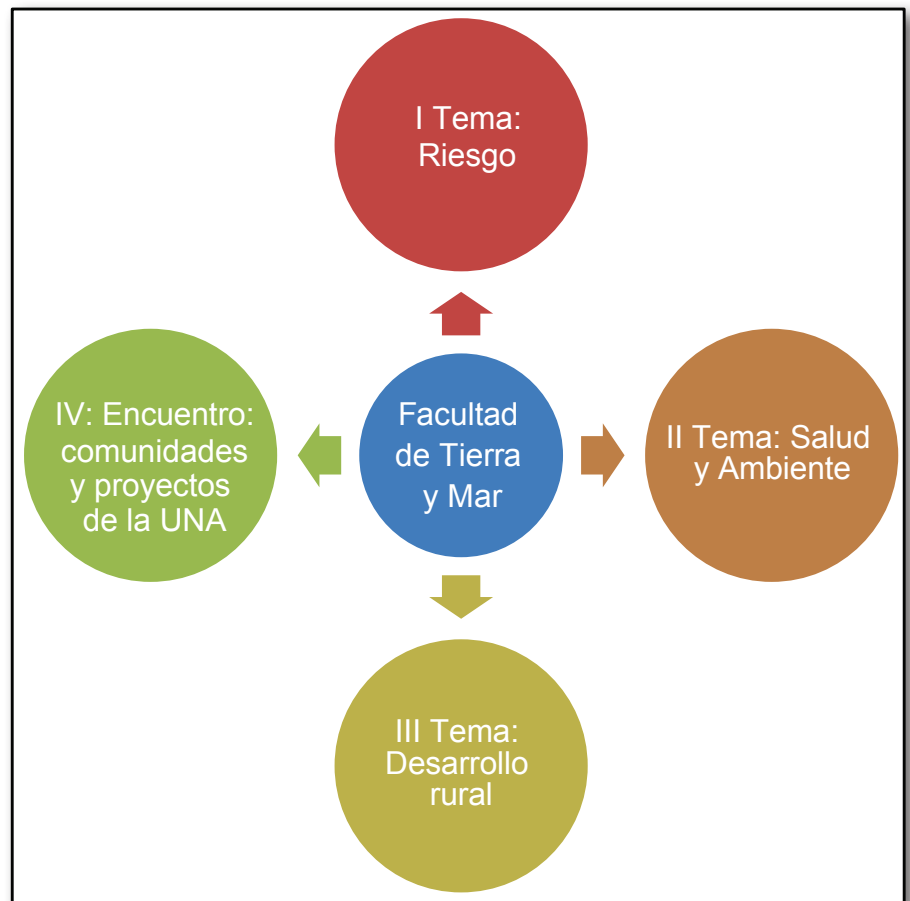 I Tema:
Riesgo
IV: Encuentro:
comunidades
y proyectos
de la UNA
Facultad
de Tierra
y Mar
II Tema: Salud
y Ambiente
III Tema:
Desarrollo
rural